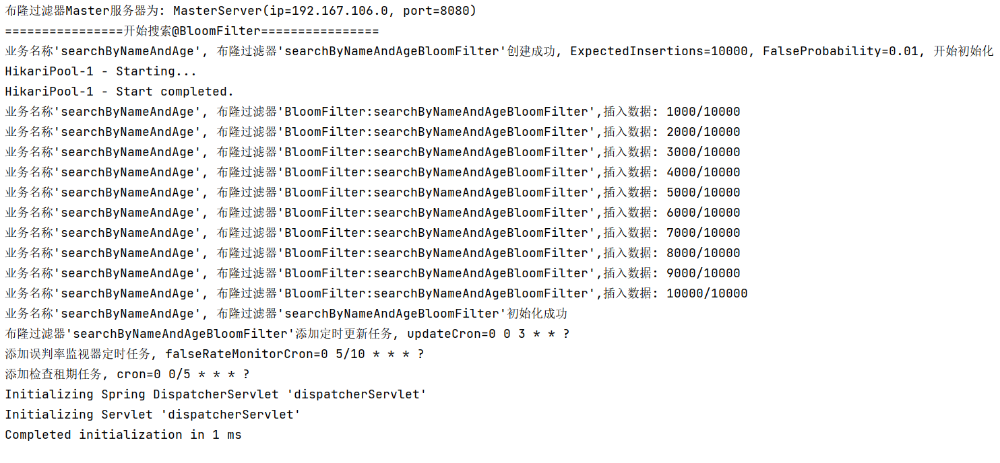 布隆过滤器Master服务器为: MasterServer(ip=192.167.106.0, port=8080)
================开始搜索@BloomFilter================
业务名称'searchByNameAndAge', 布隆过滤器'searchByNameAndAgeBloomFilter'创建成功, ExpectedInsertions=10000, FalseProbability=0.01, 开始初始化
HikariPool-1 - Starting...
HikariPool-1 - Start completed.
业务名称'searchByNameAndAge', 布隆过滤器'BloomFilter:searchByNameAndAgeBloomFilter',插入数据: 1000/10000
业务名称'searchByNameAndAge', 布隆过滤器'BloomFilter:searchByNameAndAgeBloomFilter',插入数据: 2000/10000
业务名称'searchByNameAndAge', 布隆过滤器'BloomFilter:searchByNameAndAgeBloomFilter',插入数据: 3000/10000
业务名称'searchByNameAndAge', 布隆过滤器'BloomFilter:searchByNameAndAgeBloomFilter',插入数据: 4000/10000
业务名称'searchByNameAndAge', 布隆过滤器'BloomFilter:searchByNameAndAgeBloomFilter',插入数据: 5000/10000
业务名称'searchByNameAndAge', 布隆过滤器'BloomFilter:searchByNameAndAgeBloomFilter',插入数据: 6000/10000
业务名称'searchByNameAndAge', 布隆过滤器'BloomFilter:searchByNameAndAgeBloomFilter',插入数据: 7000/10000
业务名称'searchByNameAndAge', 布隆过滤器'BloomFilter:searchByNameAndAgeBloomFilter',插入数据: 8000/10000
业务名称'searchByNameAndAge', 布隆过滤器'BloomFilter:searchByNameAndAgeBloomFilter',插入数据: 9000/10000
业务名称'searchByNameAndAge', 布隆过滤器'BloomFilter:searchByNameAndAgeBloomFilter',插入数据: 10000/10000
业务名称'searchByNameAndAge', 布隆过滤器'searchByNameAndAgeBloomFilter'初始化成功
布隆过滤器'searchByNameAndAgeBloomFilter'添加定时更新任务, updateCron=0 0 3 * * ?
添加误判率监视器定时任务, falseRateMonitorCron=0 5/10 * * * ?
添加检查租期任务, cron=0 0/5 * * * ?
Initializing Spring DispatcherServlet 'dispatcherServlet'
Initializing Servlet 'dispatcherServlet'
Completed initialization in 1 ms